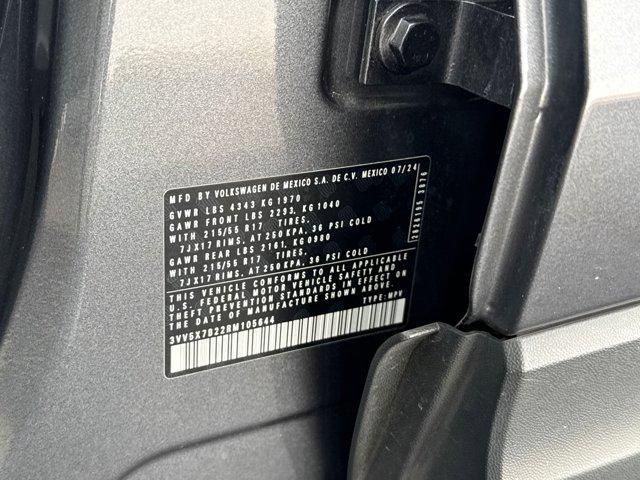 MFD BY VOLKSWAGEN DE MEXICO S.A. DE C.V. MEXICO 07/24
GVWR LBS 4343 KG 1970
GAWR FRONT LBS 2293, KG 1040
WITH 215/55 R17 TIRES,
7JX17 RIMS, AT 250 KPA, 36 PSI COLD
GAWR REAR LBS 2161, KG 0980
WITH 215/55 R17 TIRES,
7JX17 RIMS, AT 250 KPA, 36 PSI COLD
THIS VEHICLE CONFORMS TO ALL APPLICABLE
U.S. FEDERAL MOTOR VEHICLE SAFETY AND
THEFT PREVENTION STANDARDS IN EFFECT ON
THE DATE OF MANUFACTURE SHOWN ABOVE.
3VV5X7B22RM105044 TYPE: MPV